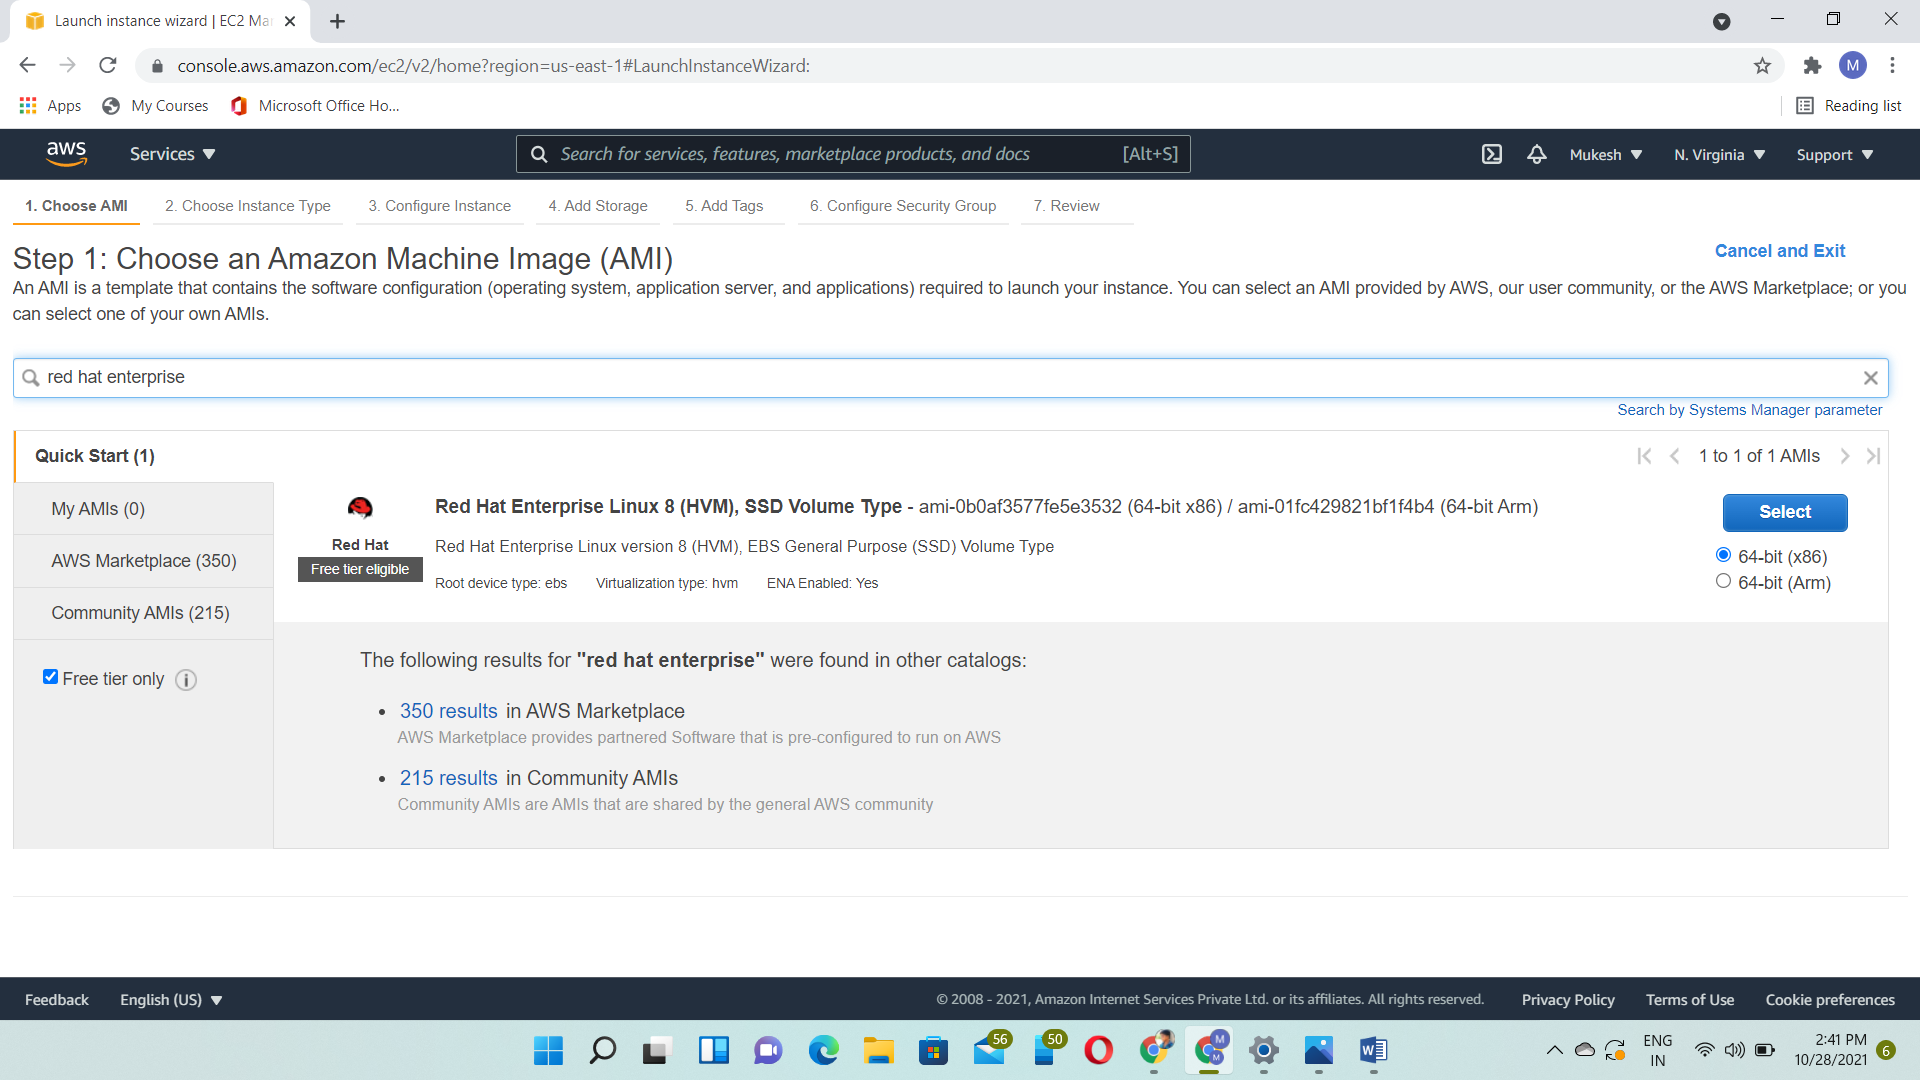 Launch instance wizard | EC2 Mar
console.aws.amazon.com/ec2/v2/home?region=us-east-1#LaunchInstanceWizard:
M
Apps
My Courses
Microsoft Office Ho...
Reading list
aws
Services
Search for services, features, marketplace products, and docs
[Alt+S]
Mukesh
N. Virginia
Support
1. Choose AMI
2. Choose Instance Type
3. Configure Instance
4. Add Storage
5. Add Tags
6. Configure Security Group
7. Review
Step 1: Choose an Amazon Machine Image (AMI)
Cancel and Exit
An AMI is a template that contains the software configuration (operating system, application server, and applications) required to launch your instance. You can select an AMI provided by AWS, our user community, or the AWS Marketplace; or you
can select one of your own AMIs.
red hat enterprise
Search by Systems Manager parameter
Quick Start (1)
1 to 1 of 1 AMIs
My AMIs (0)
AWS Marketplace (350)
Community AMIs (215)
Free tier only
Red Hat
Free tier eligible
Red Hat Enterprise Linux 8 (HVM), SSD Volume Type - ami-0b0af3577fe5e3532 (64-bit x86) / ami-01fc429821bf1f4b4 (64-bit Arm)
Red Hat Enterprise Linux version 8 (HVM), EBS General Purpose (SSD) Volume Type
Root device type: ebs
Virtualization type: hvm
ENA Enabled: Yes
Select
64-bit (x86)
64-bit (Arm)
The following results for "red hat enterprise" were found in other catalogs:
350 results in AWS Marketplace
AWS Marketplace provides partnered Software that is pre-configured to run on AWS
215 results in Community AMIs
Community AMIs are AMIs that are shared by the general AWS community
Feedback
English (US)
© 2008 - 2021, Amazon Internet Services Private Ltd. or its affiliates. All rights reserved.
Privacy Policy
Terms of Use
Cookie preferences
56
50
M
M
ENG
IN
2:41 PM
10/28/2021
6